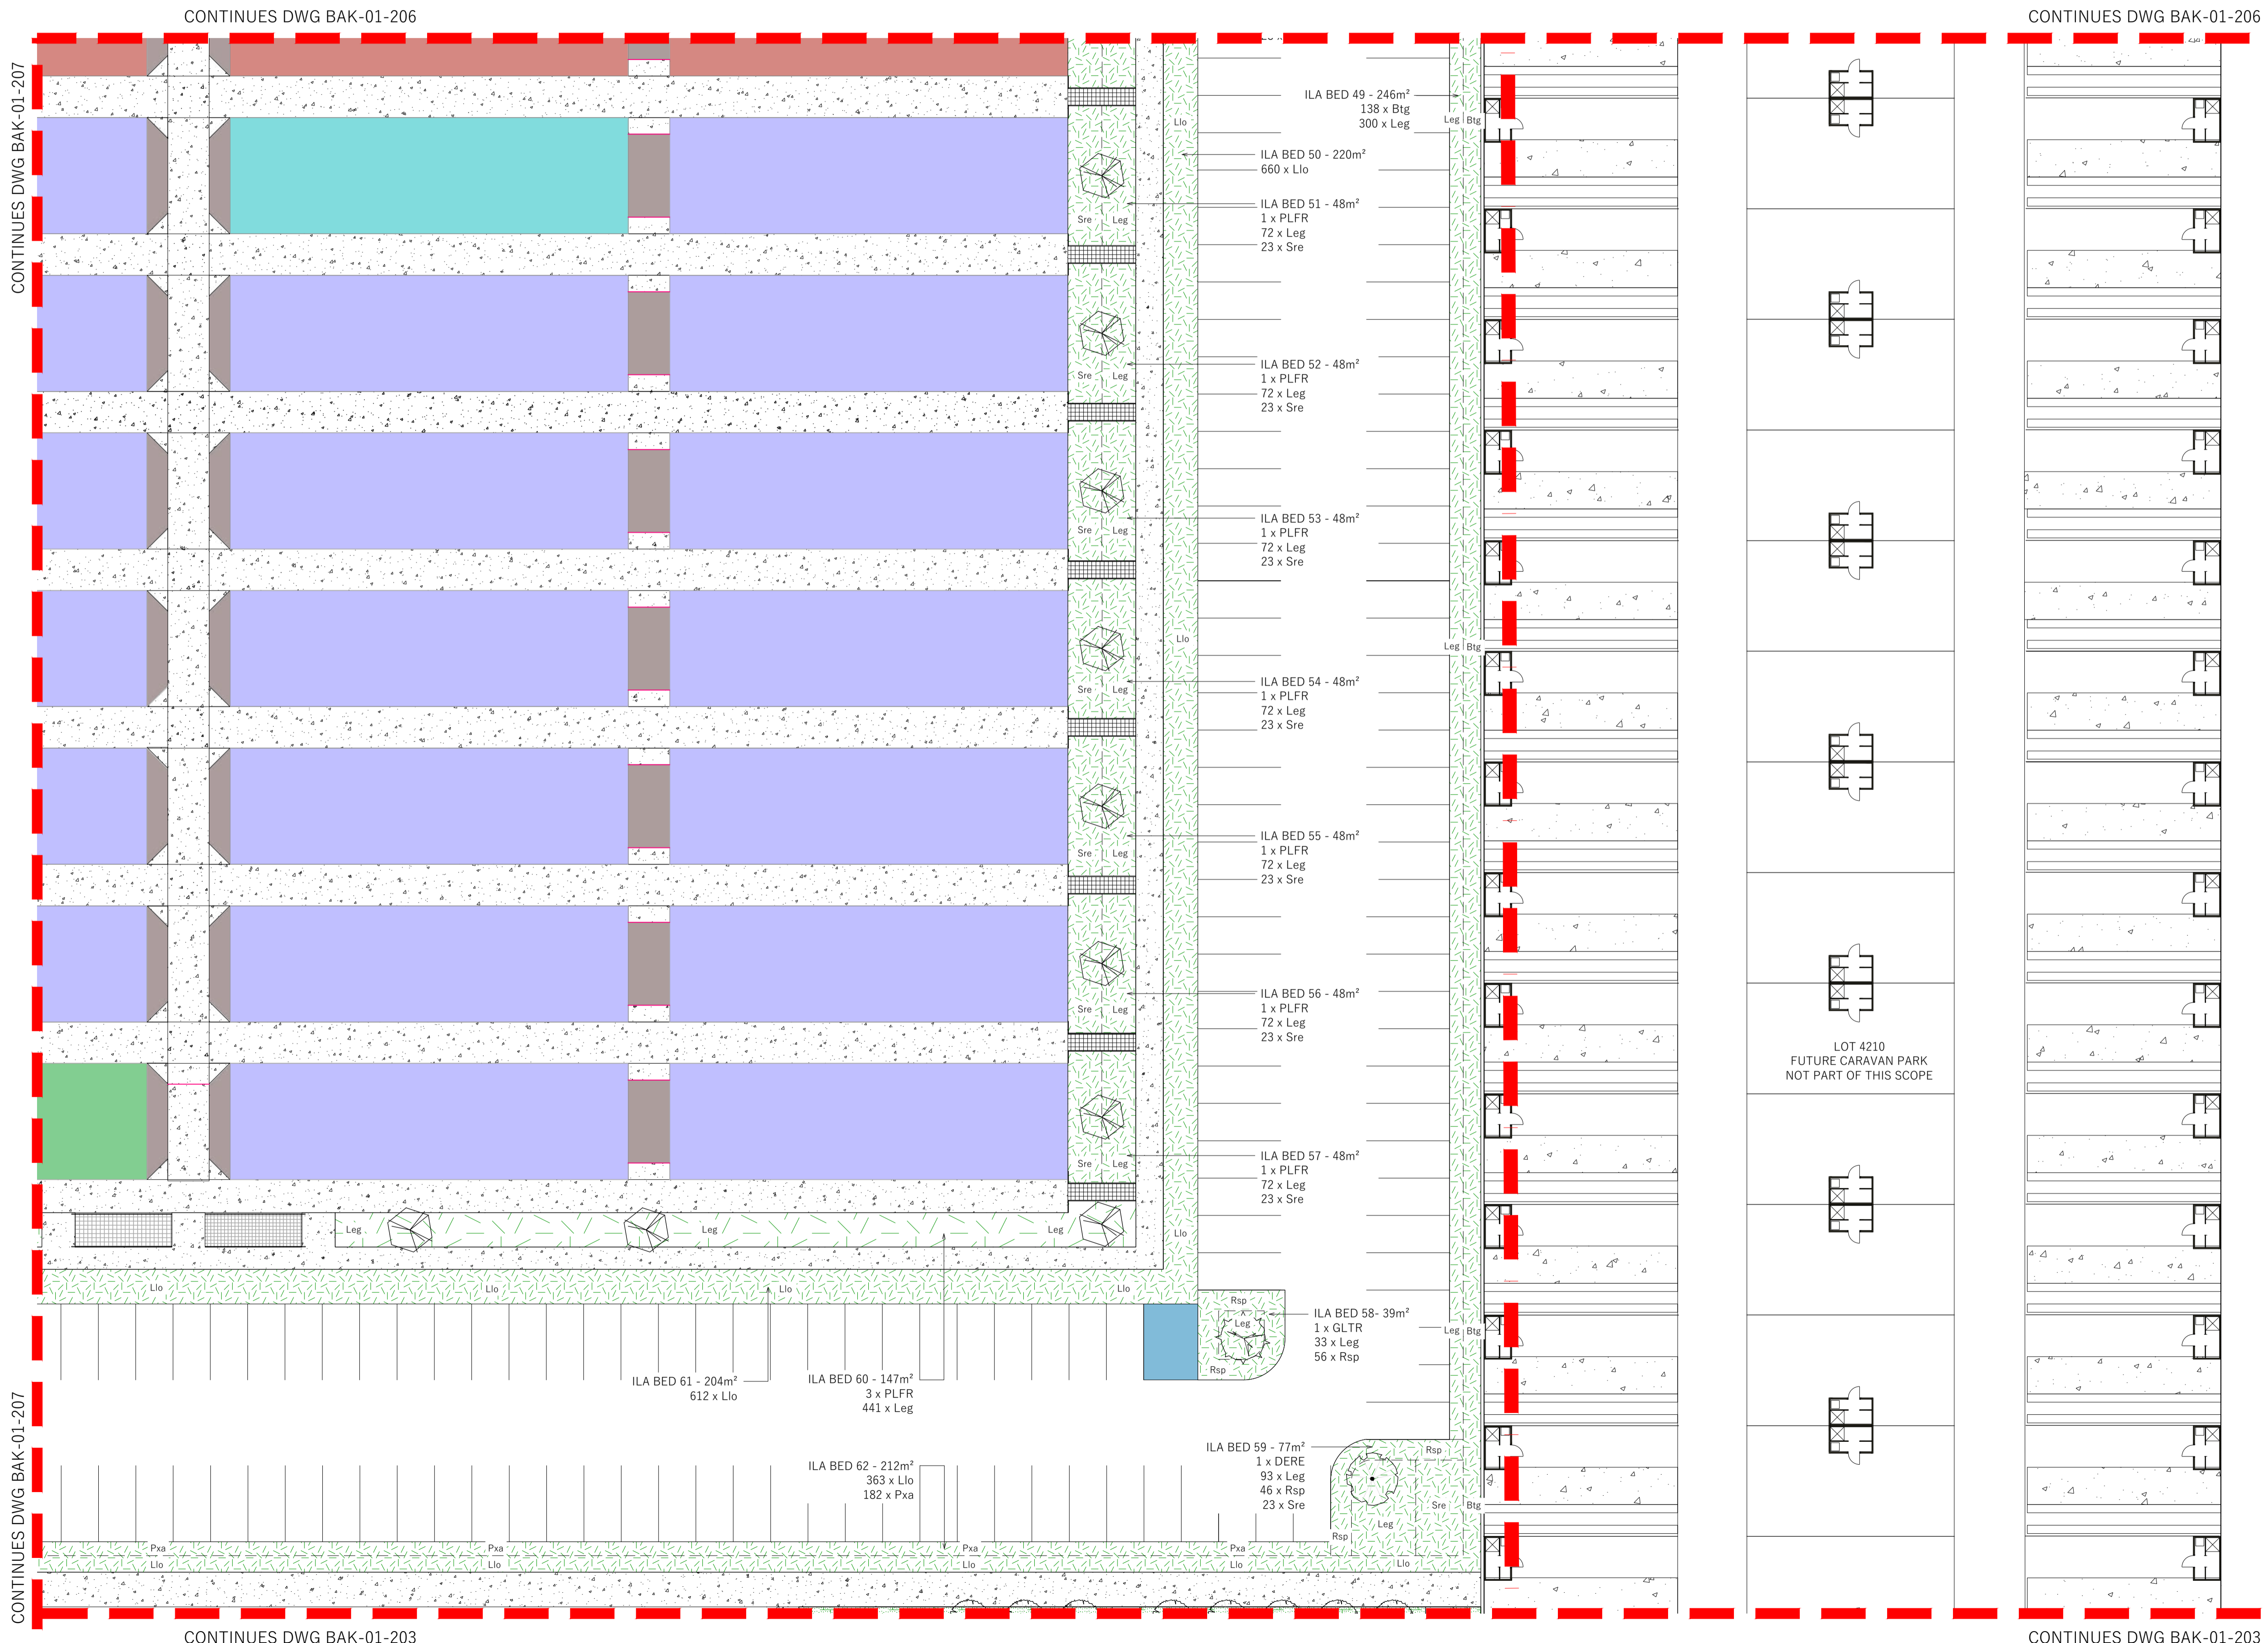 CONTINUES DWG BAK-01-206
CONTINUES DWG BAK-01-206
CONTINUES DWG BAK-01-207
ILA BED 49 - 246m²
138 x Btg
300 x Leg
Leg
Btg
Llo
ILA BED 50 - 220m²
660 x Llo
ILA BED 51 - 48m²
1 x PLFR
72 x Leg
23 x Sre
Sre
Leg
ILA BED 52 - 48m²
1 x PLFR
72 x Leg
23 x Sre
Sre
Leg
ILA BED 53 - 48m²
1 x PLFR
72 x Leg
23 x Sre
Sre
Leg
Llo
Leg
Btg
ILA BED 54 - 48m²
1 x PLFR
72 x Leg
23 x Sre
Sre
Leg
ILA BED 55 - 48m²
1 x PLFR
72 x Leg
23 x Sre
Sre
Leg
ILA BED 56 - 48m²
1 x PLFR
72 x Leg
23 x Sre
Sre
Leg
LOT 4210
FUTURE CARAVAN PARK
NOT PART OF THIS SCOPE
ILA BED 57 - 48m²
1 x PLFR
72 x Leg
23 x Sre
Sre
Leg
Leg
Leg
Leg
Llo
Llo
Llo
Llo
Llo
Rsp
Leg
Rsp
ILA BED 58- 39m²
1 x GLTR
33 x Leg
56 x Rsp
Leg
Btg
ILA BED 61 - 204m²
612 x Llo
ILA BED 60 - 147m²
3 x PLFR
441 x Leg
ILA BED 59 - 77m²
1 x DERE
93 x Leg
46 x Rsp
23 x Sre
ILA BED 62 - 212m²
363 x Llo
182 x Pxa
Rsp
Sre
Btg
Leg
Rsp
Llo
Pxa
Llo
Pxa
Llo
Pxa
Llo
Pxa
Llo
CONTINUES DWG BAK-01-207
CONTINUES DWG BAK-01-203
CONTINUES DWG BAK-01-203